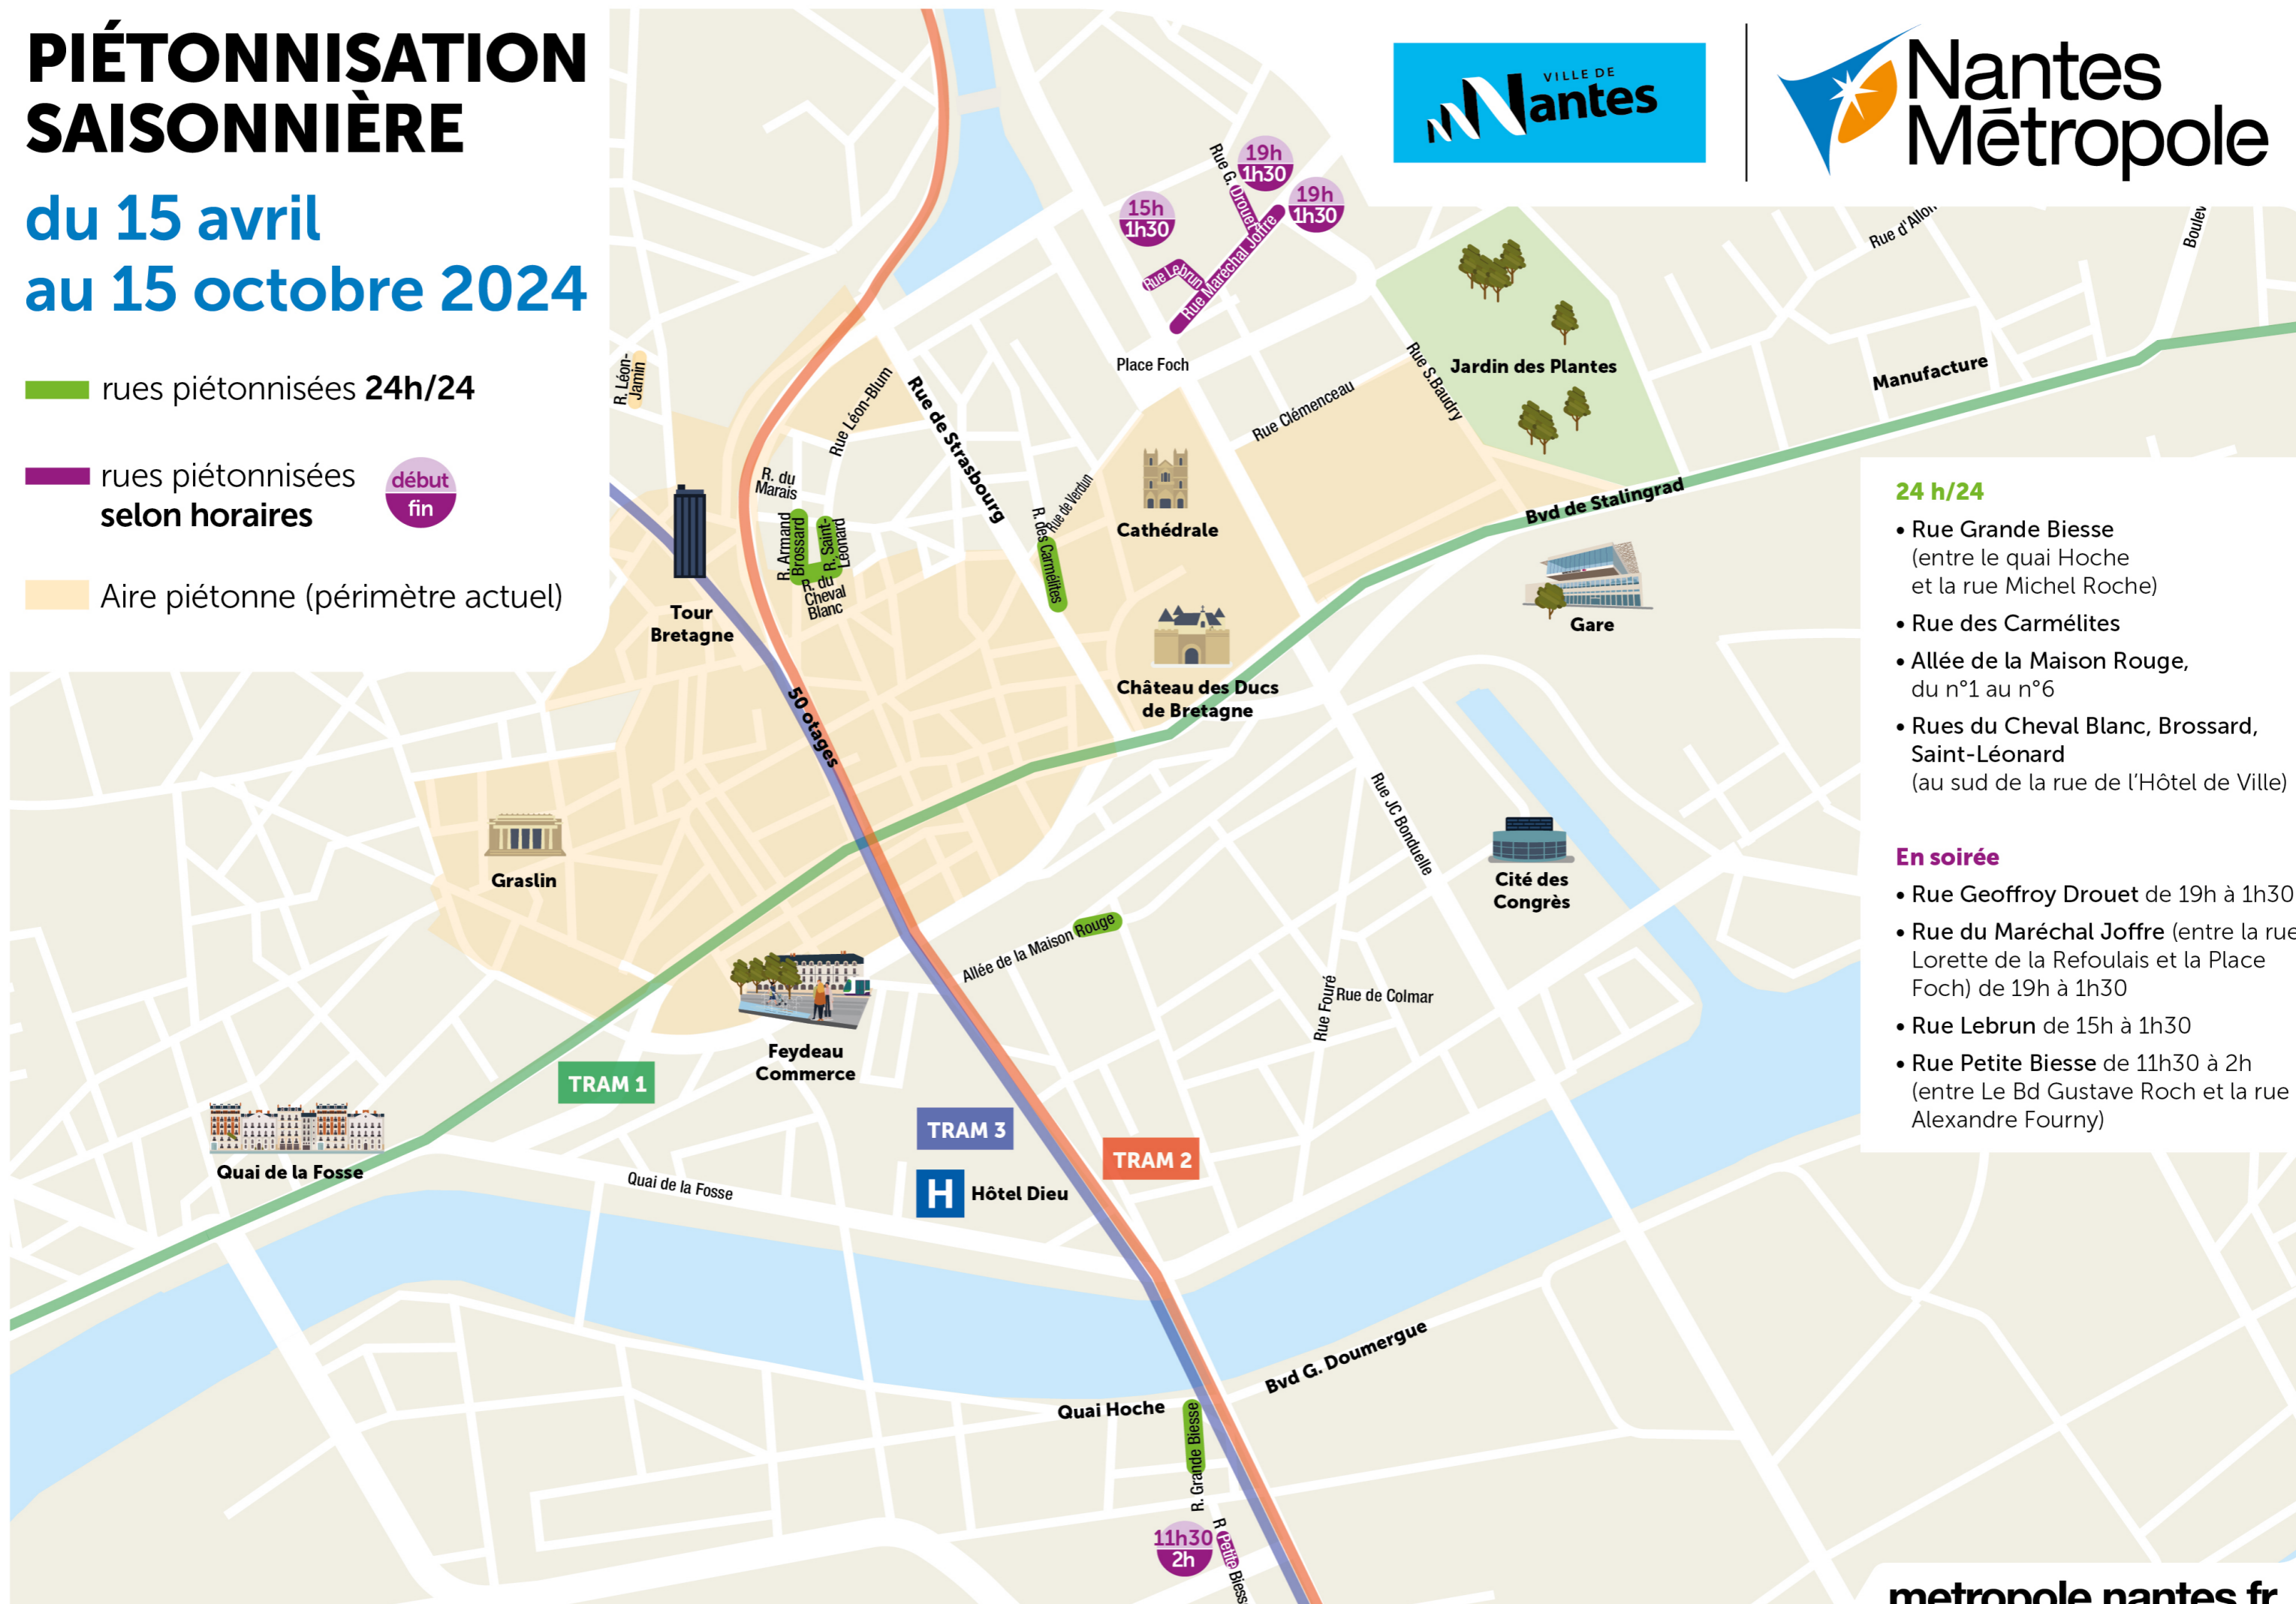 PIÉTONNISATION
SAISONNIÈRE
du 15 avril
au 15 octobre 2024
rues piétonnisées 24h/24
rues piétonnisées
selon horaires
début
fin
Aire piétonne (périmètre actuel)
VILLE DE
Nantes
Nantes
Métropole
Rue G. Drouet
19h
1h30
19h
1h30
15h
1h30
Rue Lebrun
Rue Maréchal Joffre
Place Foch
Rue d'Allon
Boulev
R. Léon-
Jamin
Rue Léon-Blum
Rue de Strasbourg
Rue Clémenceau
Rue S.Baudry
Jardin des Plantes
Manufacture
R. du
Marais
R. Armand
Brossard
R. Saint-
Léonard
R. du
Cheval
Blanc
R. des Carmélites
Rue de Verdun
Cathédrale
Bvd de Stalingrad
Tour
Bretagne
Gare
Château des Ducs
de Bretagne
50 otages
Rue JC Bonduelle
Graslin
Cité des
Congrès
Allée de la Maison Rouge
Rue Fouré
Rue de Colmar
Feydeau
Commerce
TRAM 1
TRAM 3
TRAM 2
H Hôtel Dieu
Quai de la Fosse
Quai de la Fosse
Bvd G. Doumergue
Quai Hoche
R. Grande Biesse
11h30
2h
R Petite Biess
24 h/24
• Rue Grande Biesse
(entre le quai Hoche
et la rue Michel Roche)
• Rue des Carmélites
• Allée de la Maison Rouge,
du n°1 au n°6
• Rues du Cheval Blanc, Brossard,
Saint-Léonard
(au sud de la rue de l'Hôtel de Ville)
En soirée
• Rue Geoffroy Drouet de 19h à 1h30
• Rue du Maréchal Joffre (entre la rue
Lorette de la Refoulais et la Place
Foch) de 19h à 1h30
• Rue Lebrun de 15h à 1h30
• Rue Petite Biesse de 11h30 à 2h
(entre Le Bd Gustave Roch et la rue
Alexandre Fourny)
metropole.nantes.fr